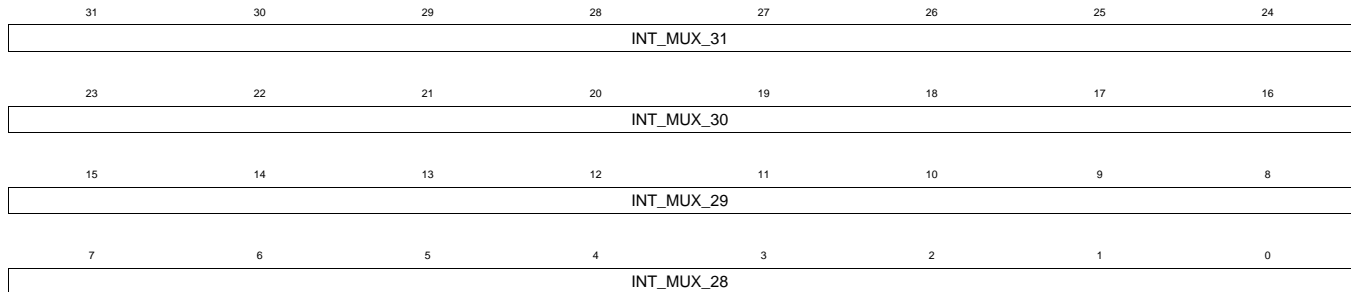 31 30 29 28 27 26 25 24
INT_MUX_31
23 22 21 20 19 18 17 16
INT_MUX_30
15 14 13 12 11 10 9 8
INT_MUX_29
7 6 5 4 3 2 1 0
INT_MUX_28